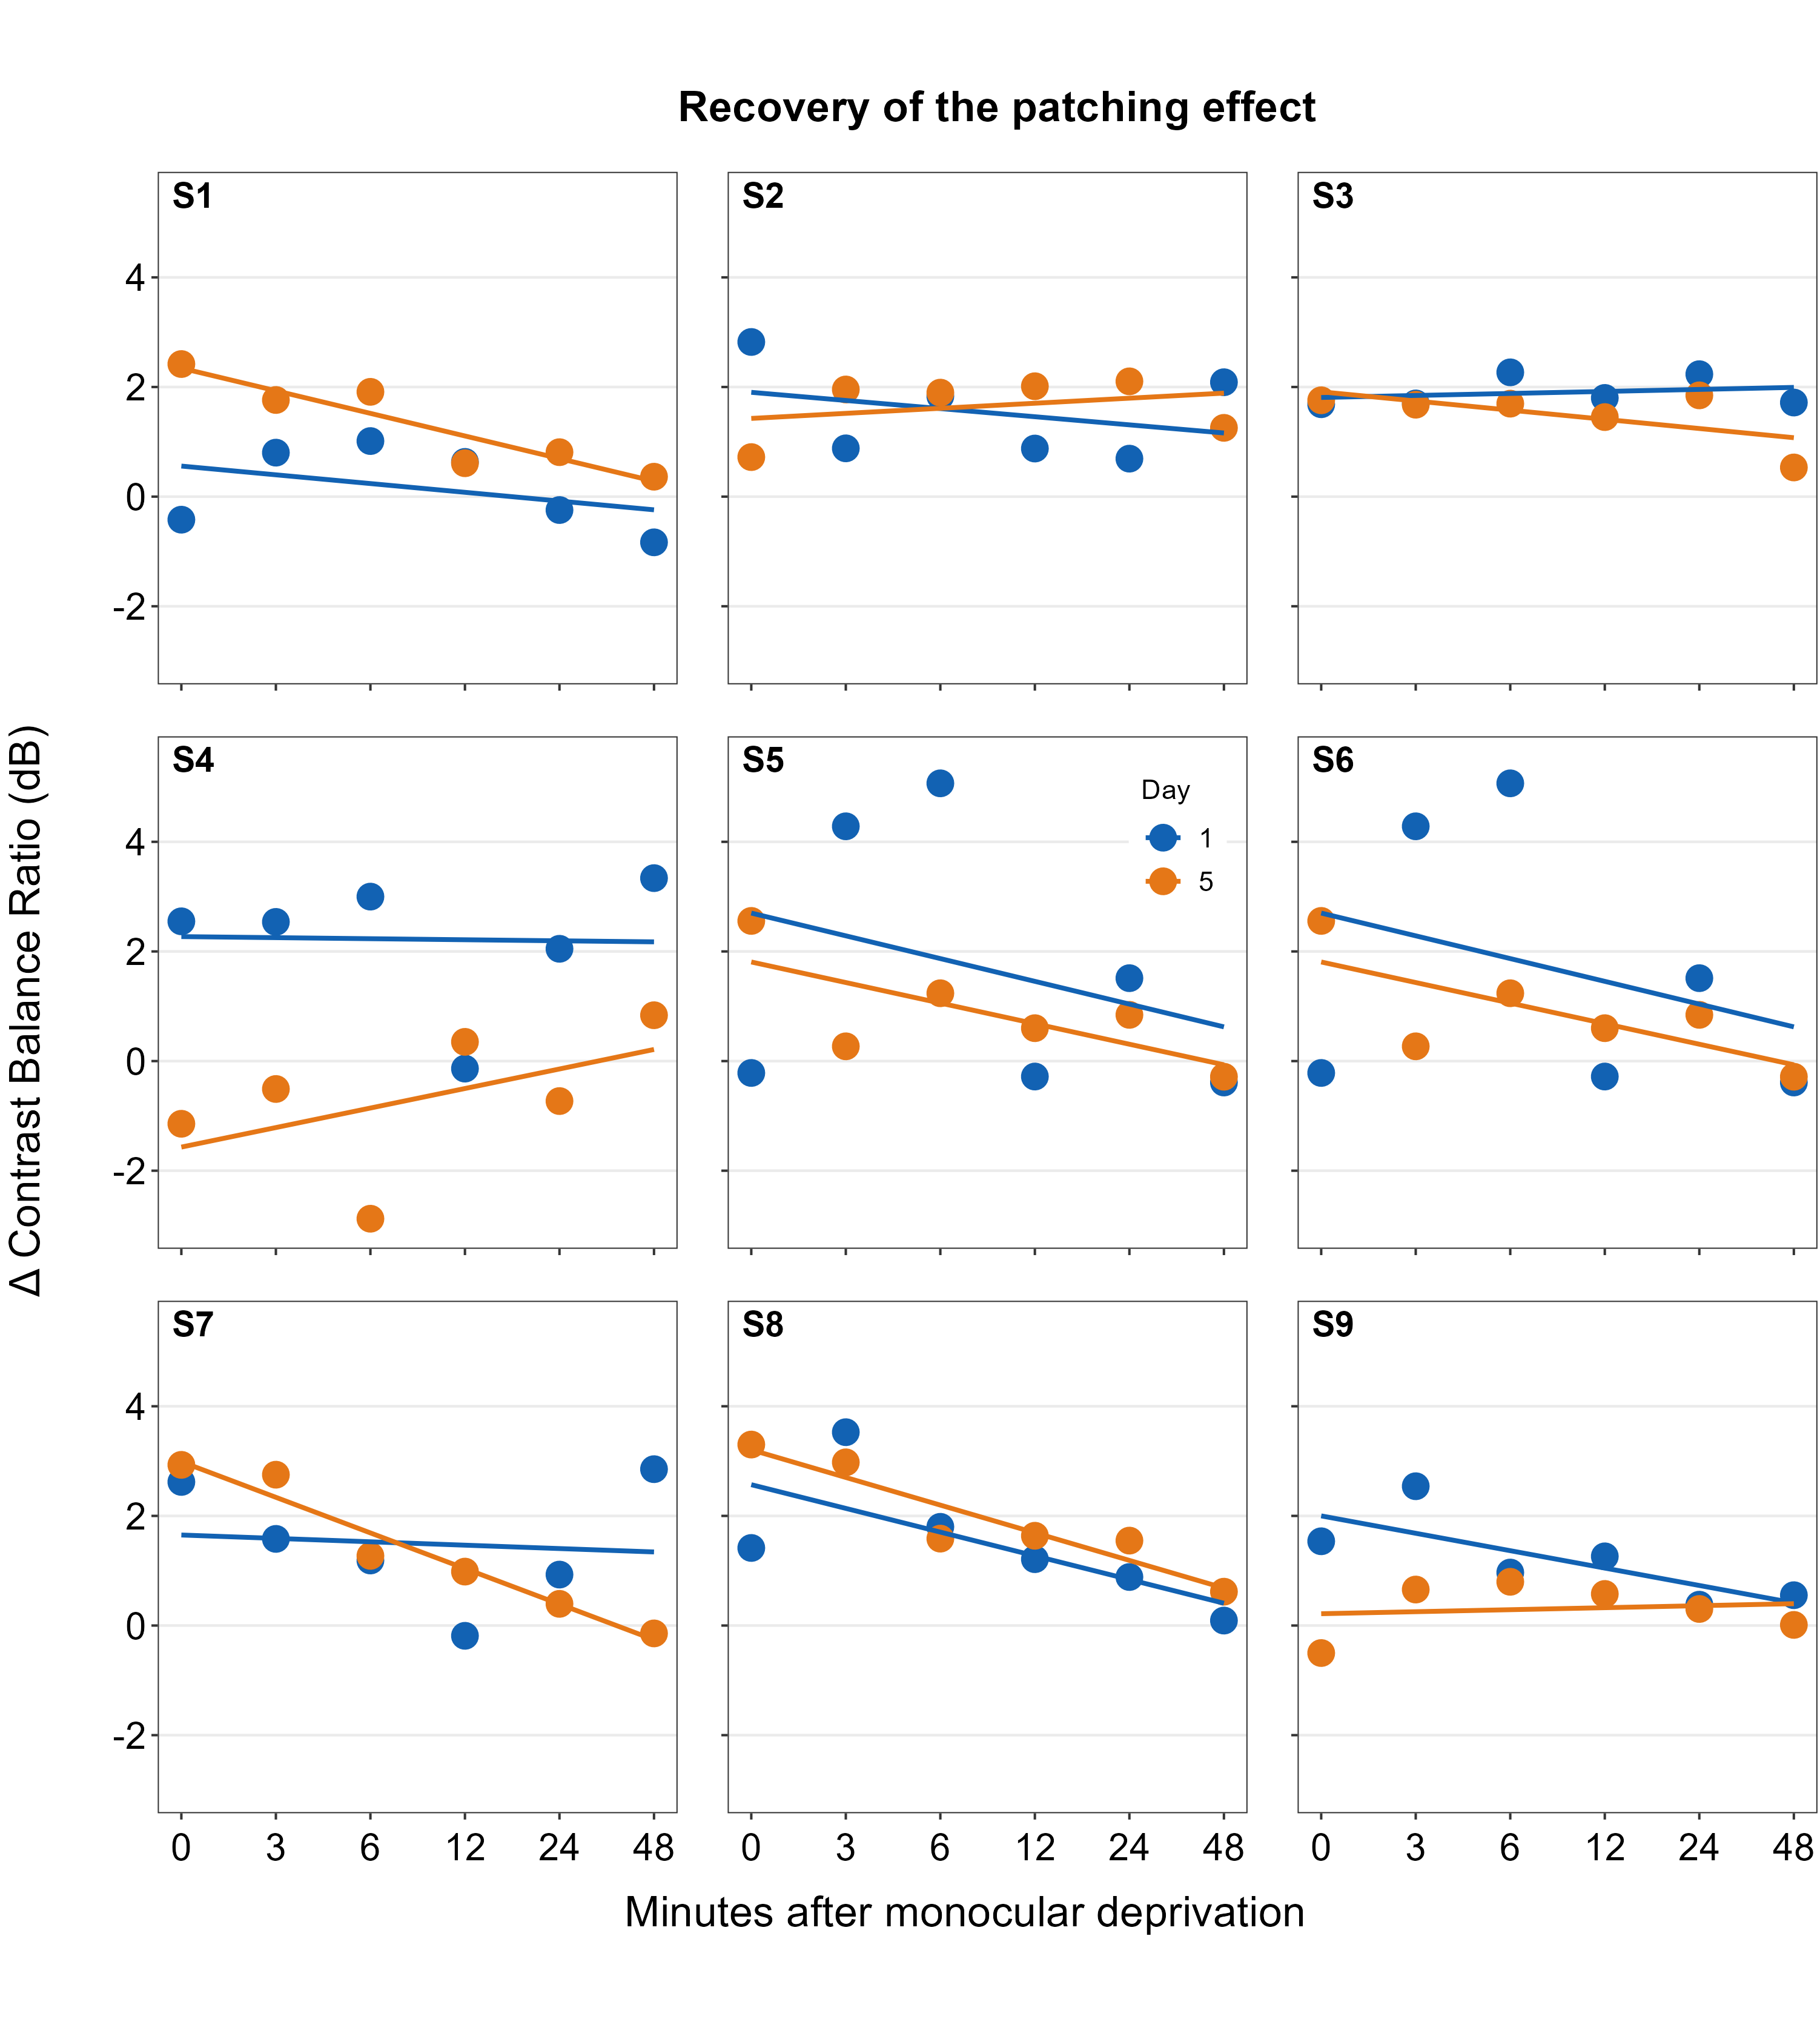 Recovery of the patching effect
S1
S2
S3
4
2
0
-2
Δ Contrast Balance Ratio (dB)
S4
S5
S6
Day
1
5
4
2
0
-2
S7
S8
S9
4
2
0
-2
0 3 6 12 24 48
0 3 6 12 24 48
0 3 6 12 24 48
Minutes after monocular deprivation